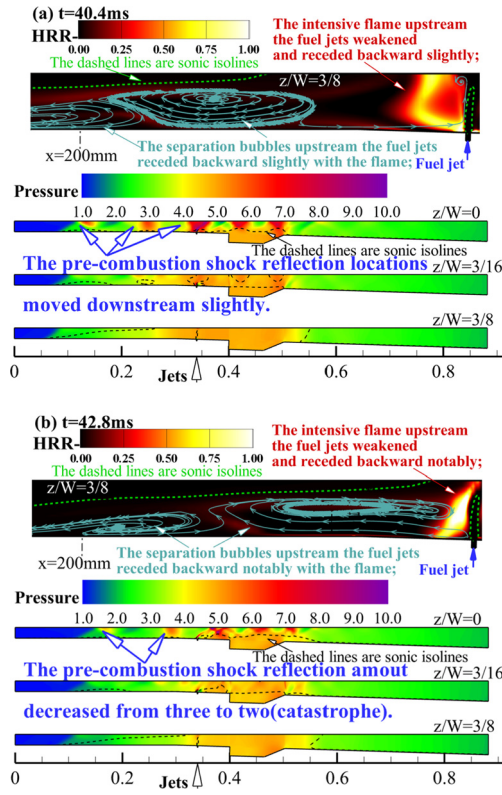 (a) t=40.4ms
HRR-
0.00 0.25 0.50 0.75 1.00
The dashed lines are sonic isolines
The intensive flame upstream
the fuel jets weakened
and receded backward slightly;
z/W=3/8
The separation bubbles upstream the fuel jets
receded backward slightly with the flame;
x=200mm
Fuel jet
Pressure
1.0 2.0 3.0 4.0 5.0 6.0 7.0 8.0 9.0 10.0
z/W=0
The dashed lines are sonic isolines
The pre-combustion shock reflection locations
z/W=3/16
moved downstream slightly.
z/W=3/8
0 0.2 0.4 0.6 0.8
Jets
(b) t=42.8ms
HRR-
0.00 0.25 0.50 0.75 1.00
The dashed lines are sonic isolines
The intensive flame upstream
the fuel jets weakened
and receded backward notably;
z/W=3/8
The separation bubbles upstream the fuel jets
receded backward notably with the flame;
x=200mm
Fuel jet
Pressure
1.0 2.0 3.0 4.0 5.0 6.0 7.0 8.0 9.0 10.0
z/W=0
The dashed lines are sonic isolines
The pre-combustion shock reflection amout
z/W=3/16
decreased from three to two(catastrophe).
z/W=3/8
0 0.2 0.4 0.6 0.8
Jets